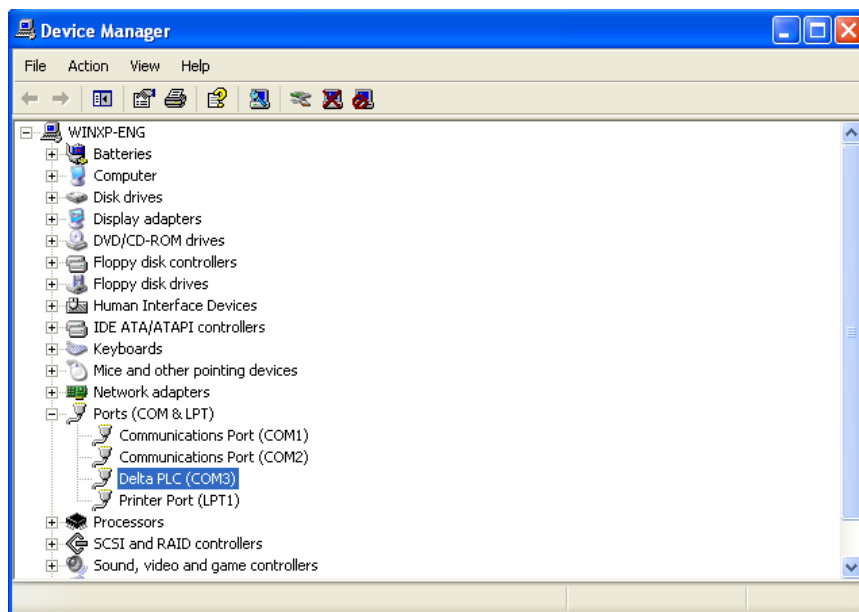 Device Manager
File Action View Help
WINXP-ENG
Batteries
Computer
Disk drives
Display adapters
DVD/CD-ROM drives
Floppy disk controllers
Floppy disk drives
Human Interface Devices
IDE ATA/ATAPI controllers
Keyboards
Mice and other pointing devices
Network adapters
Ports (COM & LPT)
Communications Port (COM1)
Communications Port (COM2)
Delta PLC (COM3)
Printer Port (LPT1)
Processors
SCSI and RAID controllers
Sound, video and game controllers